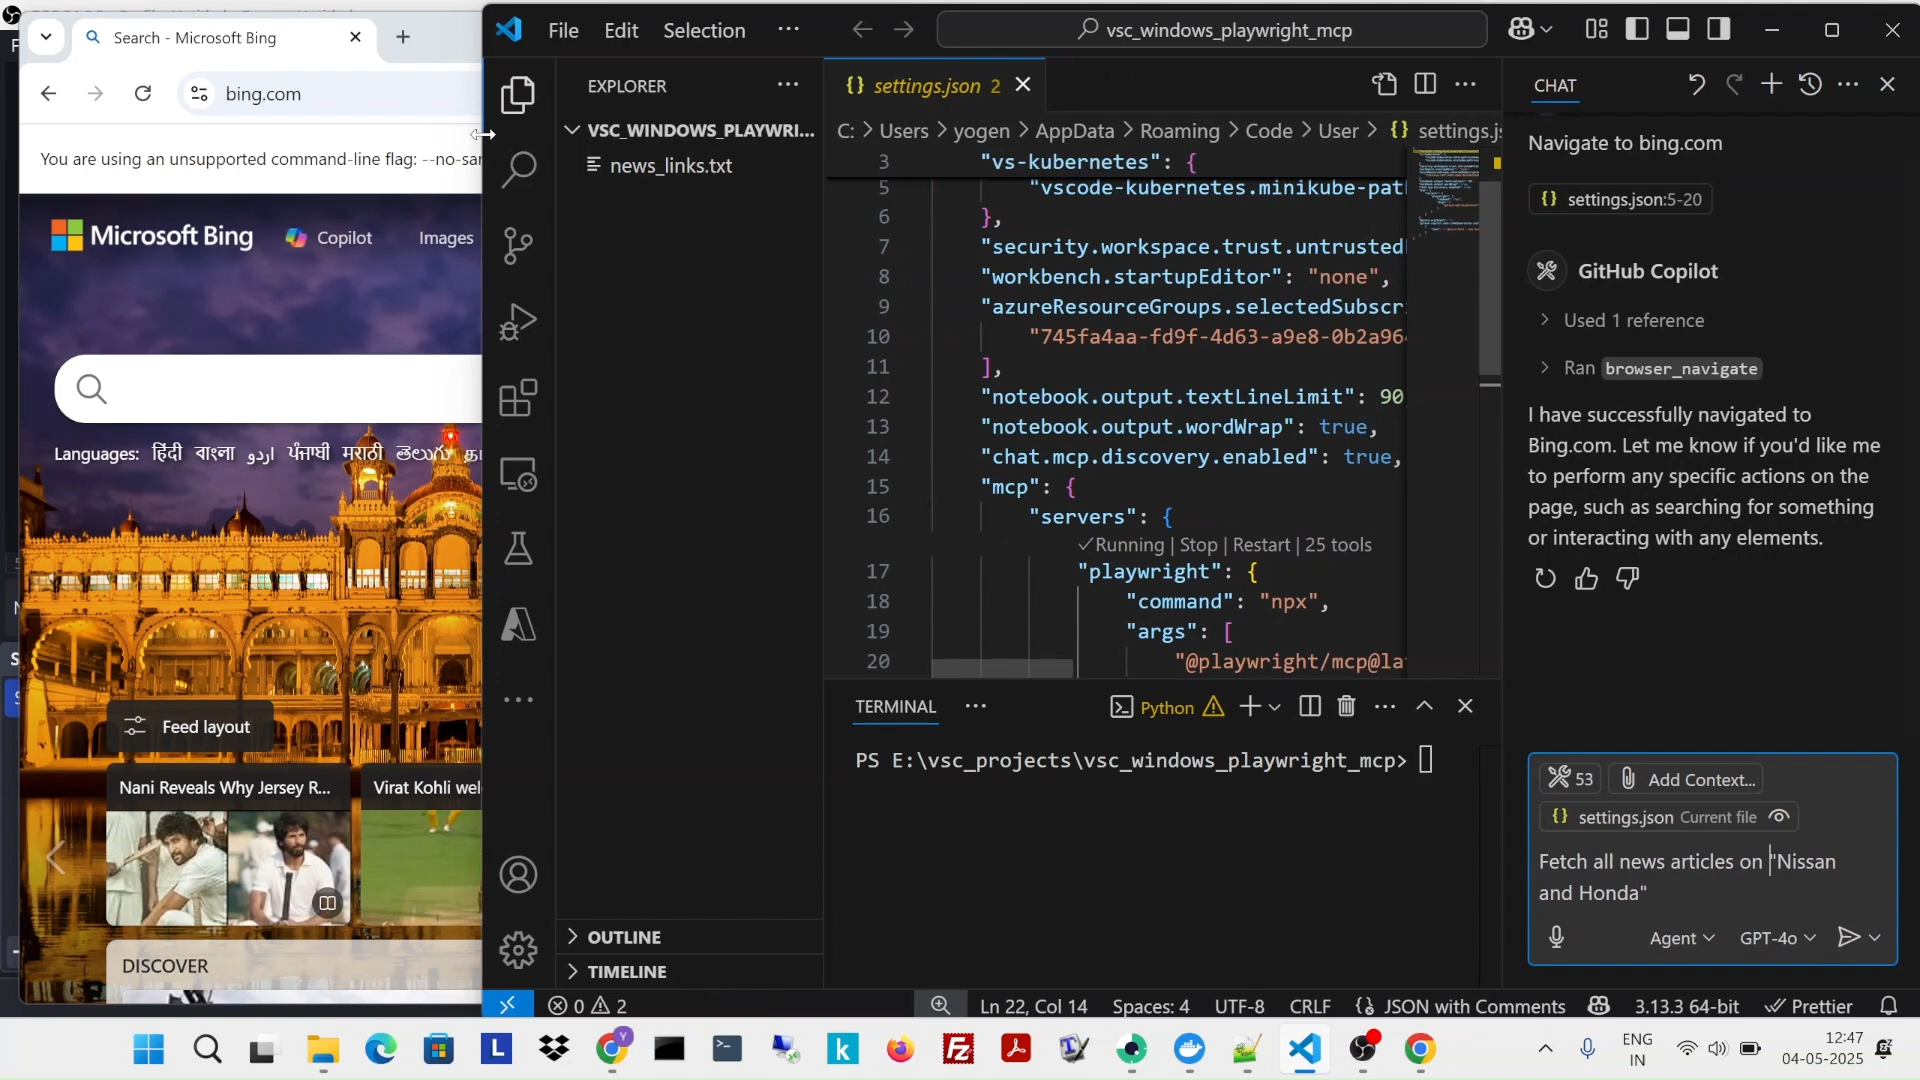 Search - Microsoft Bing
bing.com
You are using an unsupported command-line flag: --no-sa
Microsoft Bing
Copilot
Images
Languages: हिंदी বাংলা اردو ਪੰਜਾਬੀ मराठी తెలుగు
Feed layout
Nani Reveals Why Jersey R...
Virat Kohli wel
DISCOVER
File Edit Selection ...
vsc_windows_playwright_mcp
EXPLORER
VSC_WINDOWS_PLAYWRI...
news_links.txt
OUTLINE
TIMELINE
{} settings.json 2
C: > Users > yogen > AppData > Roaming > Code > User > {} settings.js
3 "vs-kubernetes": {
5 "vscode-kubernetes.minikube-pat
6 },
7 "security.workspace.trust.untrusted
8 "workbench.startupEditor": "none",
9 "azureResourceGroups.selectedSubscr
10 "745fa4aa-fd9f-4d63-a9e8-0b2a96
11 ],
12 "notebook.output.textLineLimit": 90
13 "notebook.output.wordWrap": true,
14 "chat.mcp.discovery.enabled": true,
15 "mcp": {
16 "servers": {
✓Running | Stop | Restart | 25 tools
17 "playwright": {
18 "command": "npx",
19 "args": [
20 "@playwright/mcp@la
TERMINAL
Python
PS E:\vsc_projects\vsc_windows_playwright_mcp>
CHAT
Navigate to bing.com
{} settings.json:5-20
GitHub Copilot
> Used 1 reference
> Ran browser_navigate
I have successfully navigated to
Bing.com. Let me know if you'd like me
to perform any specific actions on the
page, such as searching for something
or interacting with any elements.
53
Add Context...
{} settings.json Current file
Fetch all news articles on "Nissan
and Honda"
Agent
GPT-4o
0 2
Ln 22, Col 14
Spaces: 4
UTF-8
CRLF
{} JSON with Comments
3.13.3 64-bit
Prettier
ENG
IN
12:47
04-05-2025